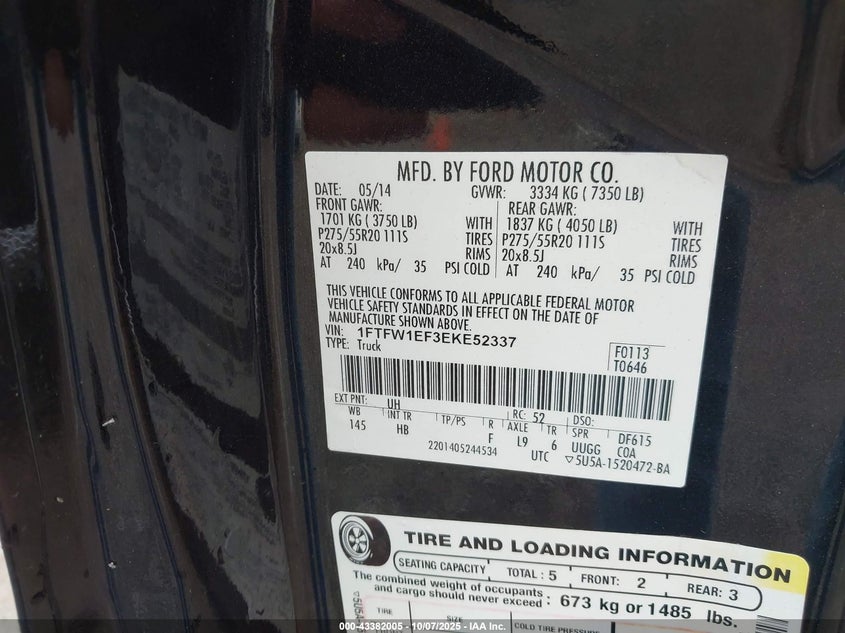 MFD. BY FORD MOTOR CO.
DATE: 05/14 GVWR: 3334 KG ( 7350 LB)
FRONT GAWR: REAR GAWR:
1701 KG ( 3750 LB) WITH 1837 KG ( 4050 LB) WITH
P275/55R20 111S TIRES P275/55R20 111S TIRES
20x8.5J RIMS 20x8.5J RIMS
AT 240 kPa/ 35 PSI COLD AT 240 kPa/ 35 PSI COLD
THIS VEHICLE CONFORMS TO ALL APPLICABLE FEDERAL MOTOR
VEHICLE SAFETY STANDARDS IN EFFECT ON THE DATE OF
MANUFACTURE SHOWN ABOVE.
VIN: 1FTFW1EF3EKE52337
TYPE: Truck
F0113
T0646
EXT PNT: UH RC: 52 DSO:
WB INT TR TP/PS R AXLE TR SPR DF615
145 HB F L9 6 UUGG COA
2201405244534 UTC ▽5U5A-1520472-BA
TIRE AND LOADING INFORMATION
SEATING CAPACITY TOTAL : 5 FRONT: 2 REAR: 3
The combined weight of occupants
and cargo should never exceed : 673 kg or 1485 lbs.
TIRE SIZE COLD TIRE PRESSURE
000-43382005 - 10/07/2025 - IAA Inc.